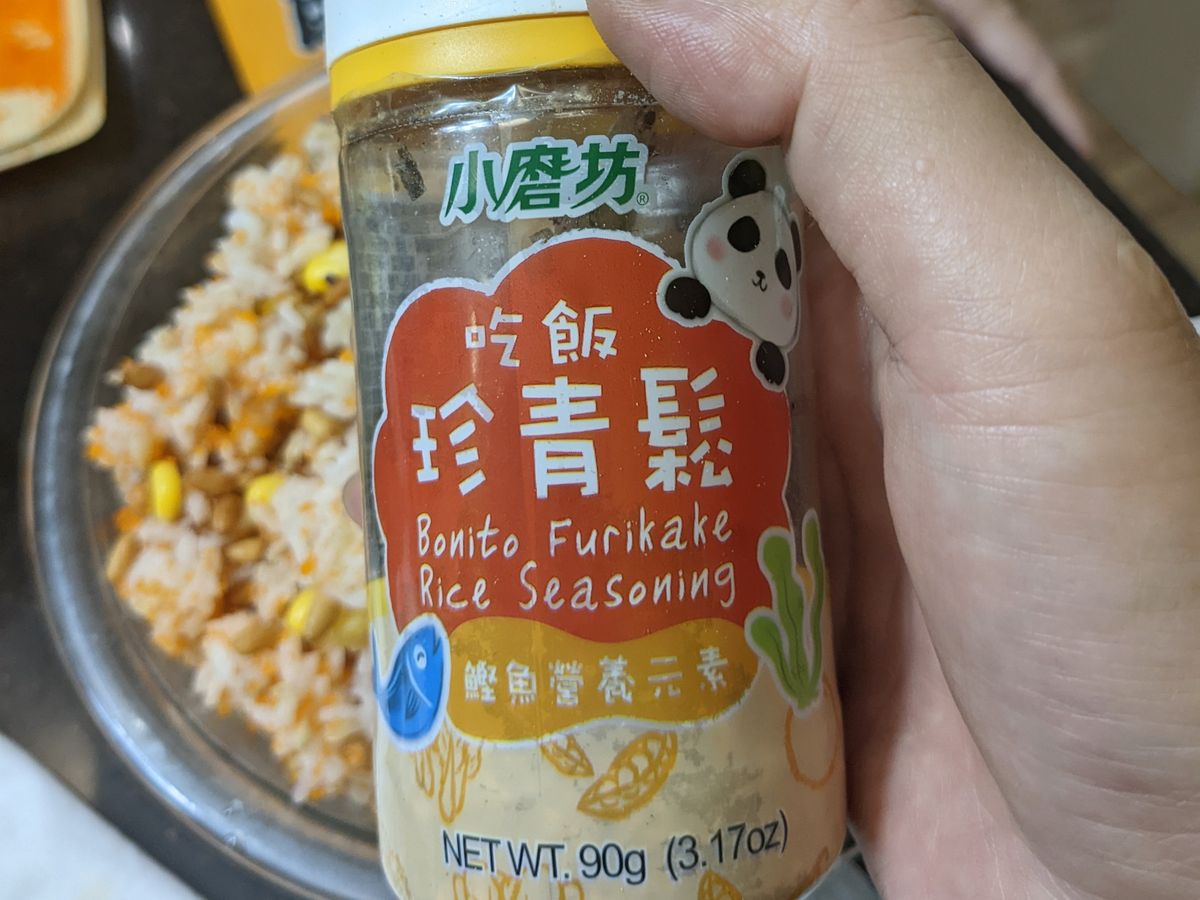 小磨坊®
吃飯
珍青鬆
Bonito Furikake
Rice Seasoning
鰹魚營養元素
NET WT. 90g (3.17oz)